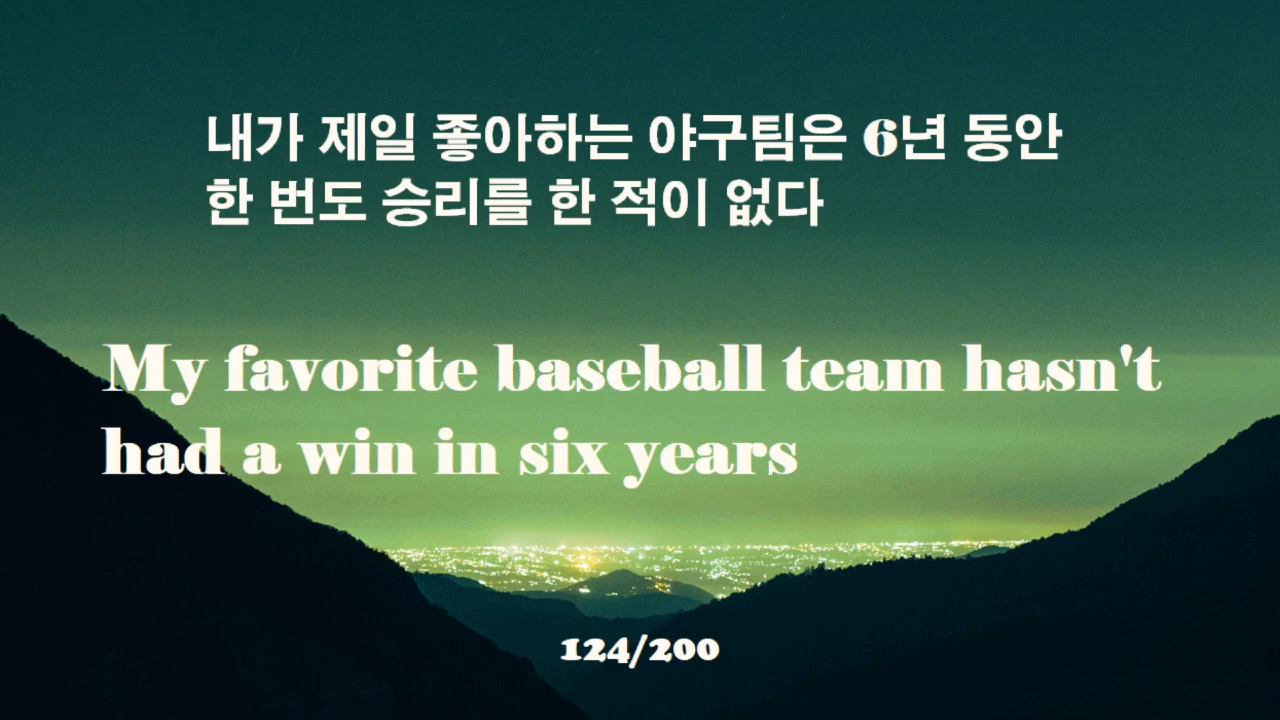 내가 제일 좋아하는 야구팀은 6년 동안
한 번도 승리를 한 적이 없다
My favorite baseball team hasn't
had a win in six years
124/200